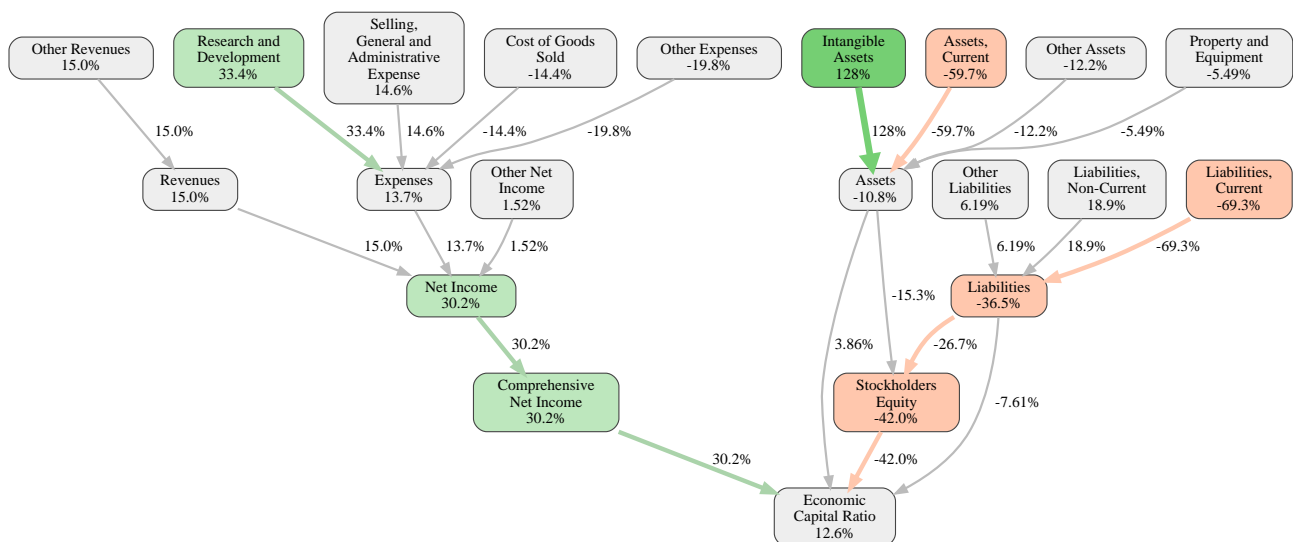 Other Revenues
15.0%
Research and
Development
33.4%
Selling,
General and
Administrative
Expense
14.6%
Cost of Goods
Sold
-14.4%
Other Expenses
-19.8%
Intangible
Assets
128%
Assets,
Current
-59.7%
Other Assets
-12.2%
Property and
Equipment
-5.49%
15.0%
33.4%
14.6%
-14.4%
-19.8%
128%
-59.7%
-12.2%
-5.49%
Revenues
15.0%
Expenses
13.7%
Other Net
Income
1.52%
Assets
-10.8%
Other
Liabilities
6.19%
Liabilities,
Non-Current
18.9%
Liabilities,
Current
-69.3%
15.0%
13.7%
1.52%
6.19%
18.9%
-69.3%
Net Income
30.2%
-15.3%
Liabilities
-36.5%
30.2%
3.86%
-26.7%
Comprehensive
Net Income
30.2%
Stockholders
Equity
-42.0%
-7.61%
30.2%
-42.0%
Economic
Capital Ratio
12.6%